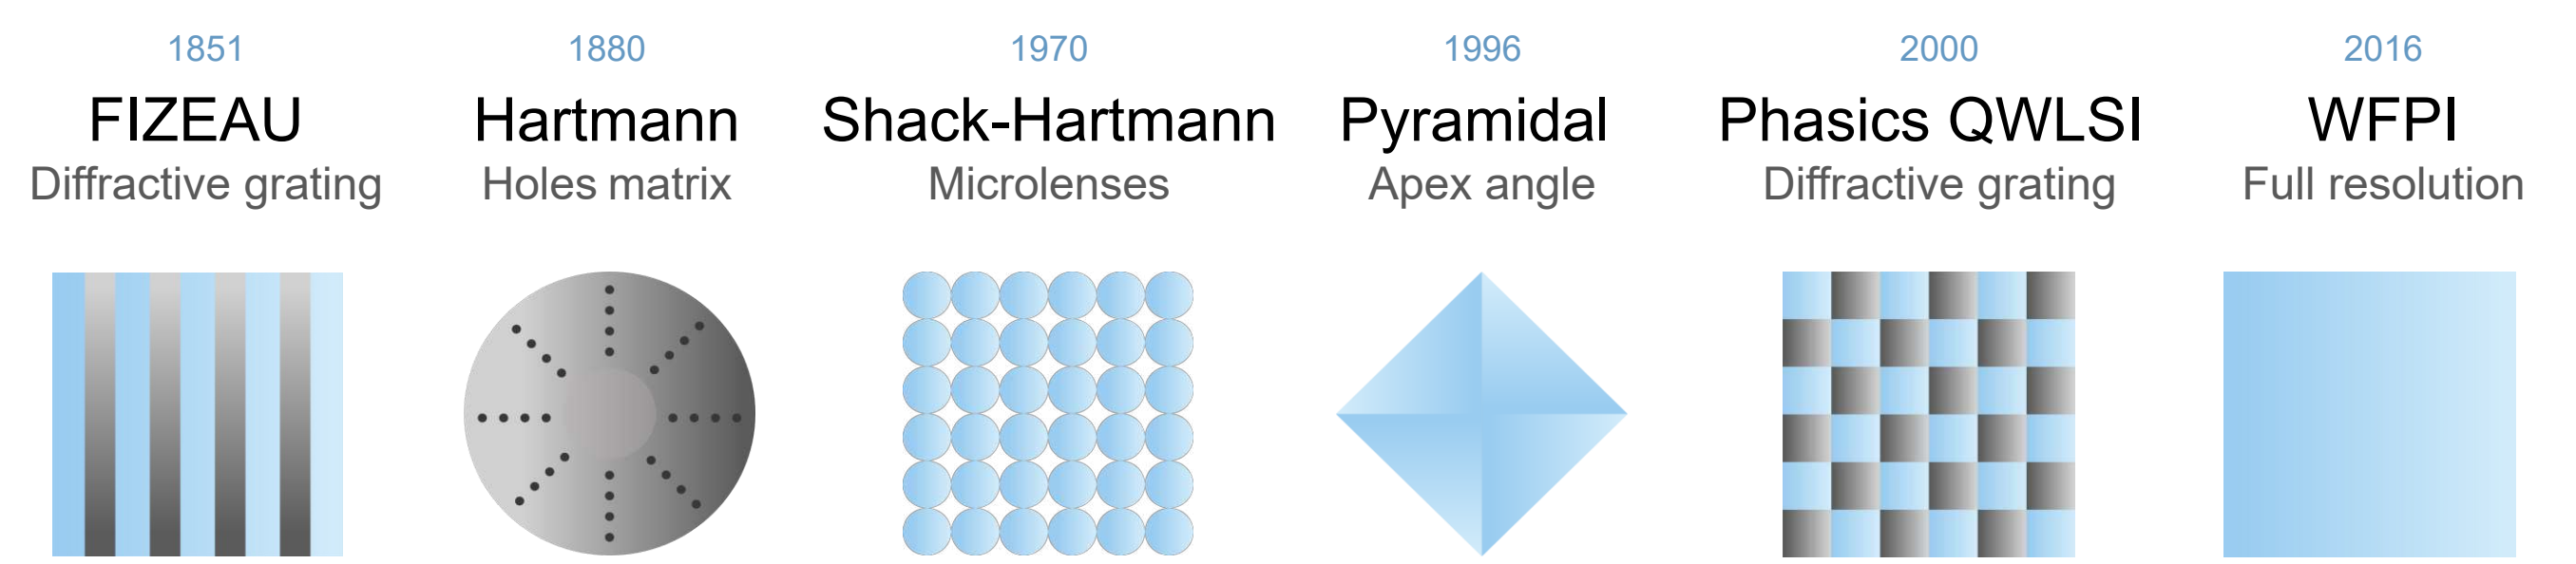 1851
FIZEAU
Diffractive grating
1880
Hartmann
Holes matrix
1970
Shack-Hartmann
Microlenses
1996
Pyramidal
Apex angle
2000
Phasics QWLSI
Diffractive grating
2016
WFPI
Full resolution